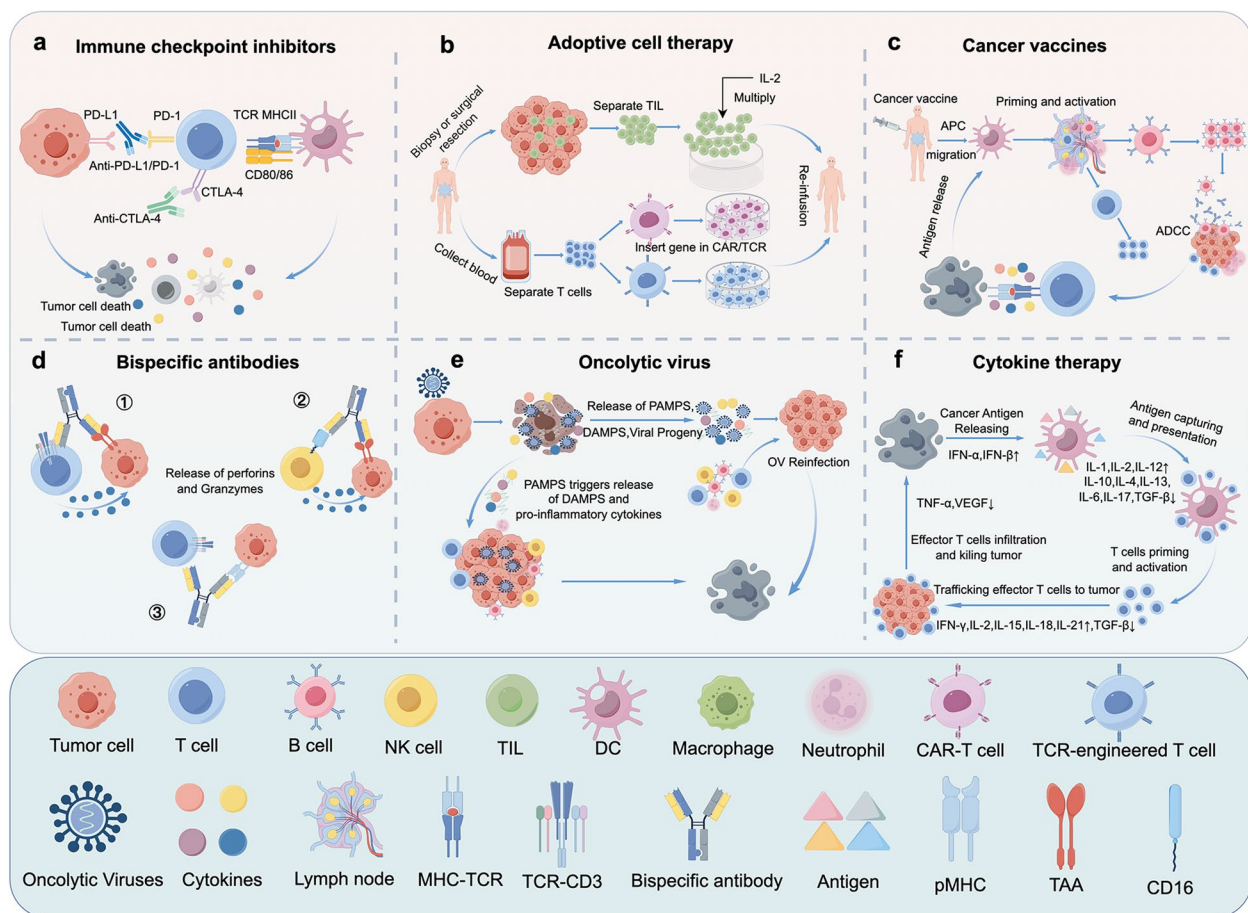 a
Immune checkpoint inhibitors
PD-L1
PD-1
TCR MHCII
Anti-PD-L1/PD-1
CD80/86
CTLA-4
Anti-CTLA-4
Tumor cell death
Tumor cell death
b
Adoptive cell therapy
IL-2
Multiply
Separate TIL
Biopsy or surgical
resection
Re-infusion
Insert gene in CAR/TCR
Collect blood
Separate T cells
c
Cancer vaccines
Cancer vaccine
Priming and activation
APC
migration
Antigen release
ADCC
d
Bispecific antibodies
①
②
Release of perforins
and Granzymes
③
e
Oncolytic virus
Release of PAMPS,
DAMPS,Viral Progeny
OV Reinfection
PAMPS triggers release
of DAMPS and
pro-inflammatory cytokines
f
Cytokine therapy
Cancer Antigen
Releasing
IFN-α,IFN-β↑
Antigen capturing
and presentation
IL-1,IL-2,IL-12↑
IL-10,IL-4,IL-13,
IL-6,IL-17,TGF-β↓
TNF-α,VEGF↓
Effector T cells infiltration
and kiling tumor
T cells priming
and activation
Trafficking effector T cells to tumor
IFN-γ,IL-2,IL-15,IL-18,IL-21↑,TGF-β↓
Tumor cell
T cell
B cell
NK cell
TIL
DC
Macrophage
Neutrophil
CAR-T cell
TCR-engineered T cell
Oncolytic Viruses
Cytokines
Lymph node
MHC-TCR
TCR-CD3
Bispecific antibody
Antigen
pMHC
TAA
CD16